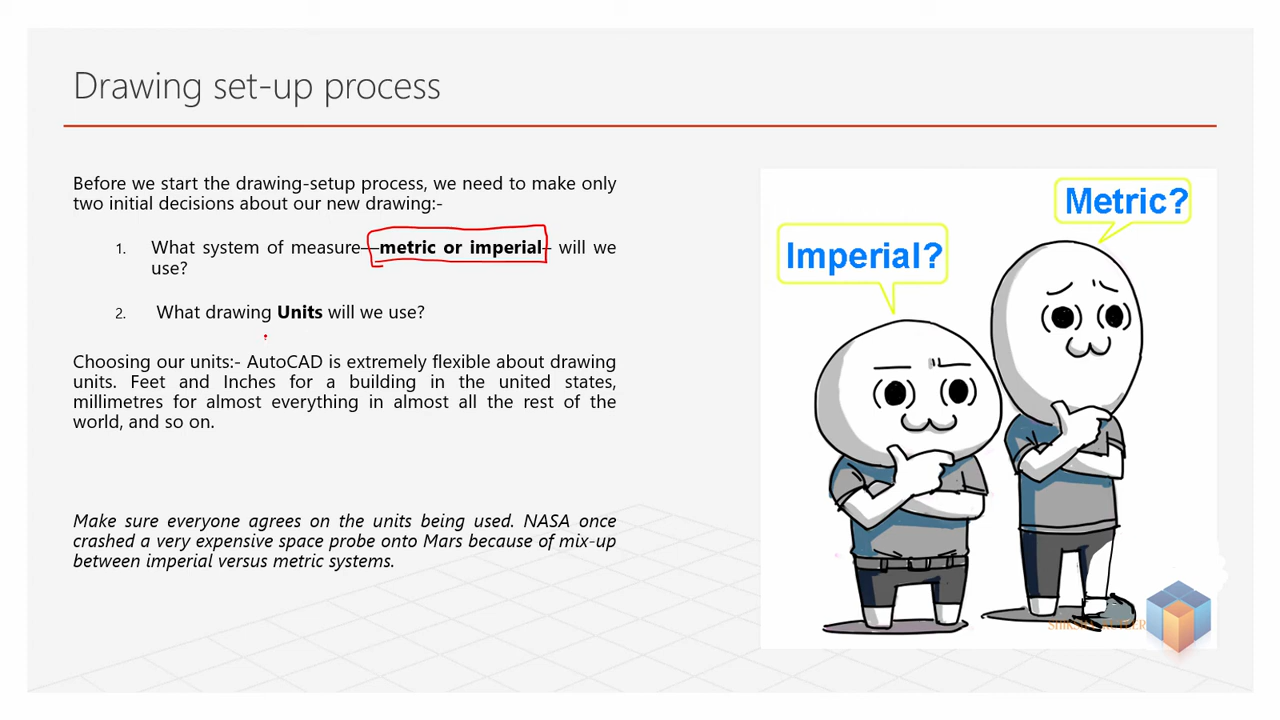 Drawing set-up process
Before we start the drawing-setup process, we need to make only
two initial decisions about our new drawing:-
1. What system of measure—metric or imperial- will we
use?
2. What drawing Units will we use?
Choosing our units:- AutoCAD is extremely flexible about drawing
units. Feet and Inches for a building in the united states,
millimetres for almost everything in almost all the rest of the
world, and so on.
Make sure everyone agrees on the units being used. NASA once
crashed a very expensive space probe onto Mars because of mix-up
between imperial versus metric systems.
Metric?
Imperial?